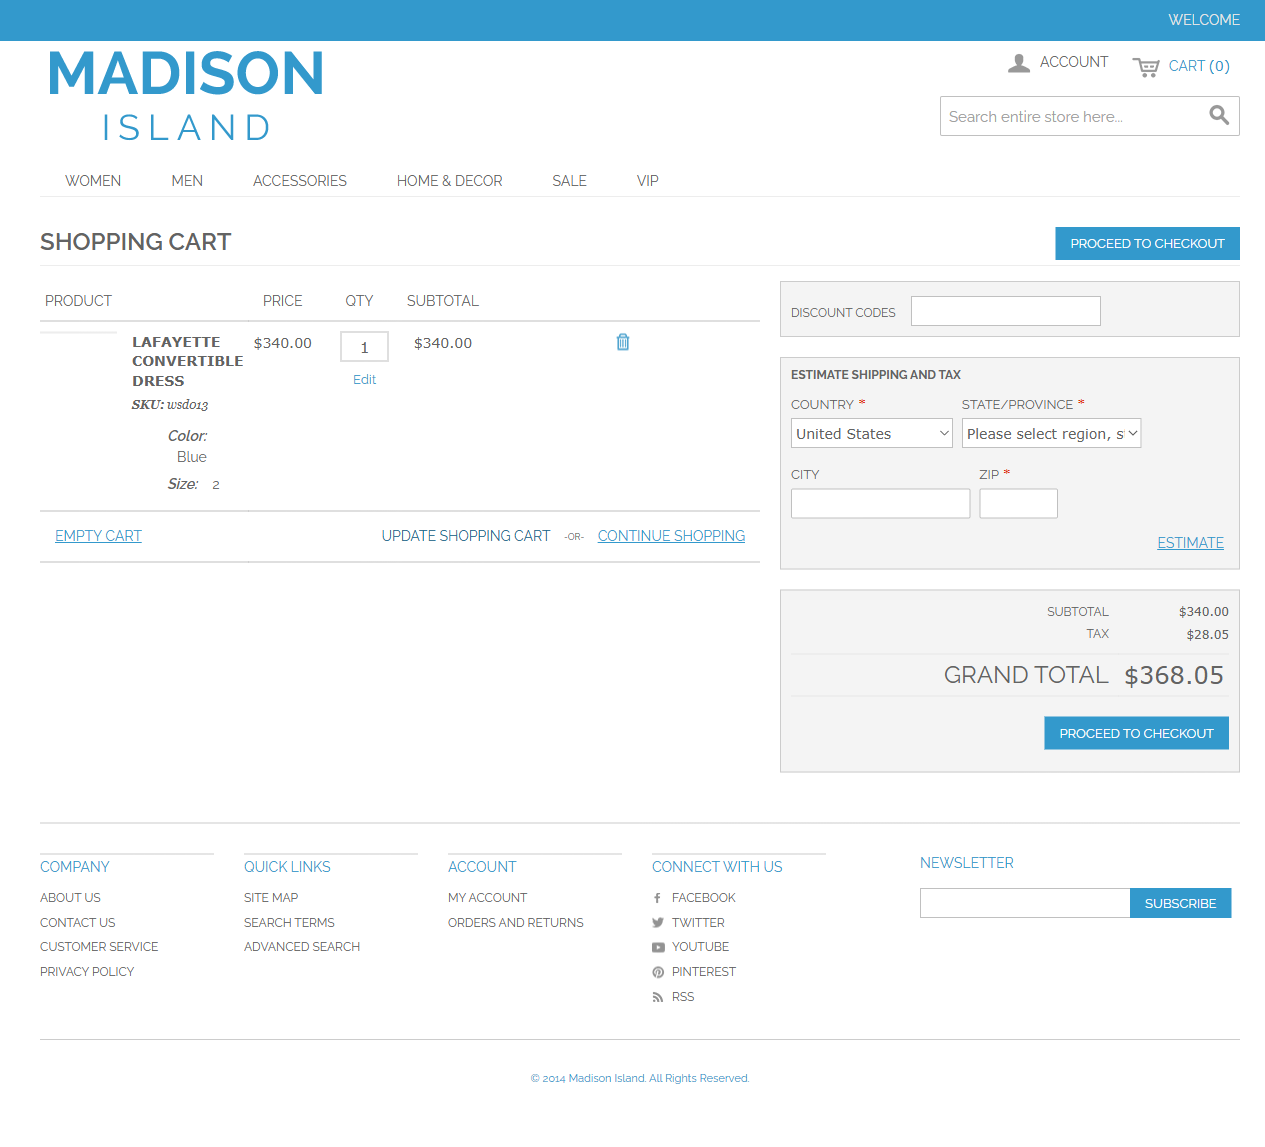 WELCOME
MADISON
ISLAND
ACCOUNT
CART (0)
Search entire store here...
WOMEN MEN ACCESSORIES HOME & DECOR SALE VIP
SHOPPING CART
PROCEED TO CHECKOUT
PRODUCT PRICE QTY SUBTOTAL
LAFAYETTE
CONVERTIBLE
DRESS
$340.00 1 $340.00
Edit
SKU: wsd013
Color:
Blue
Size: 2
EMPTY CART UPDATE SHOPPING CART -OR- CONTINUE SHOPPING
DISCOUNT CODES
ESTIMATE SHIPPING AND TAX
COUNTRY * STATE/PROVINCE *
United States Please select region, s
CITY ZIP *
ESTIMATE
SUBTOTAL $340.00
TAX $28.05
GRAND TOTAL $368.05
PROCEED TO CHECKOUT
COMPANY
ABOUT US
CONTACT US
CUSTOMER SERVICE
PRIVACY POLICY
QUICK LINKS
SITE MAP
SEARCH TERMS
ADVANCED SEARCH
ACCOUNT
MY ACCOUNT
ORDERS AND RETURNS
CONNECT WITH US
FACEBOOK
TWITTER
YOUTUBE
PINTEREST
RSS
NEWSLETTER
SUBSCRIBE
© 2014 Madison Island. All Rights Reserved.